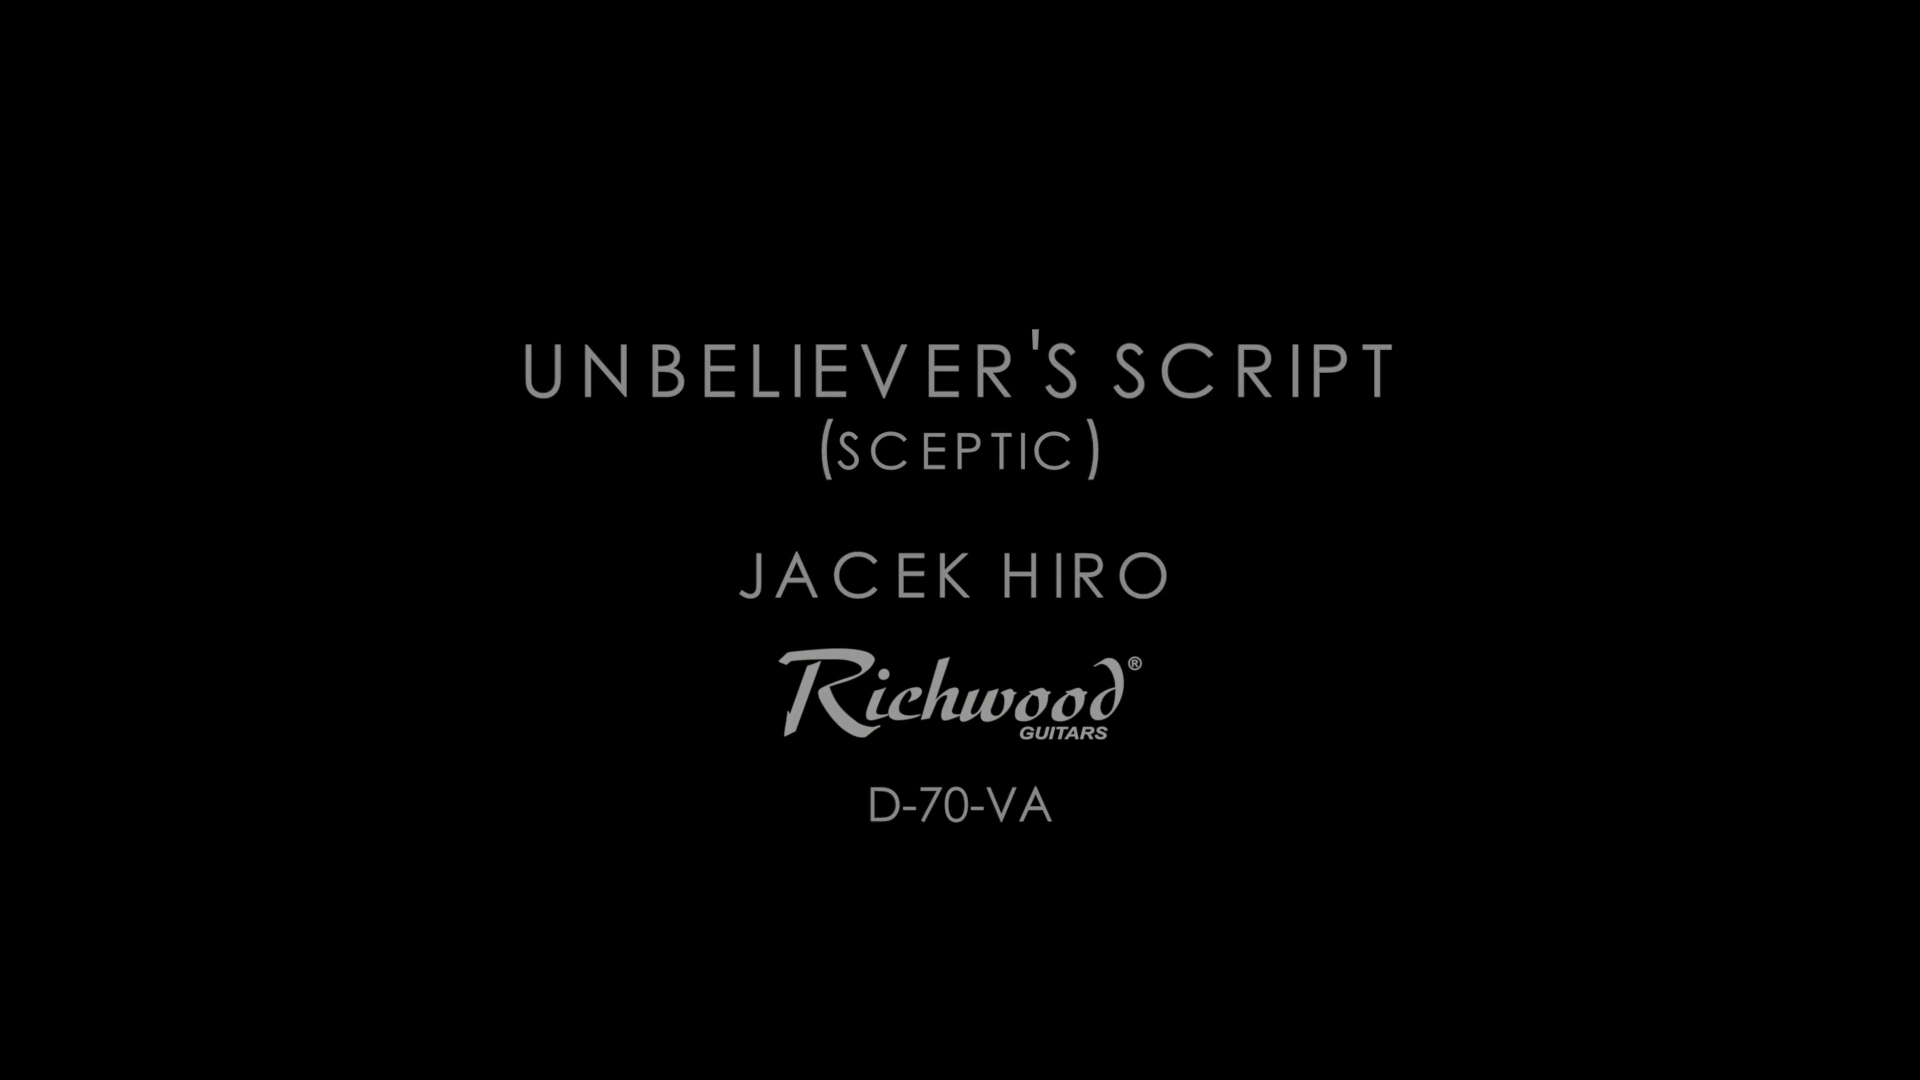 UNBELIEVER'S SCRIPT
(SCEPTIC)
JACEK HIRO
Richwood®
GUITARS
D-70-VA